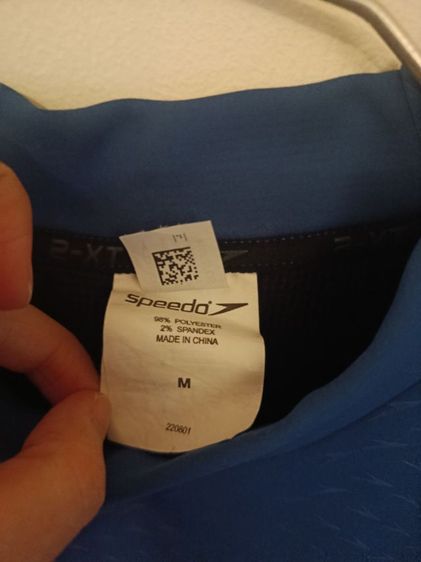 speedo
98% POLYESTER
2% SPANDEX
MADE IN CHINA
M
220801